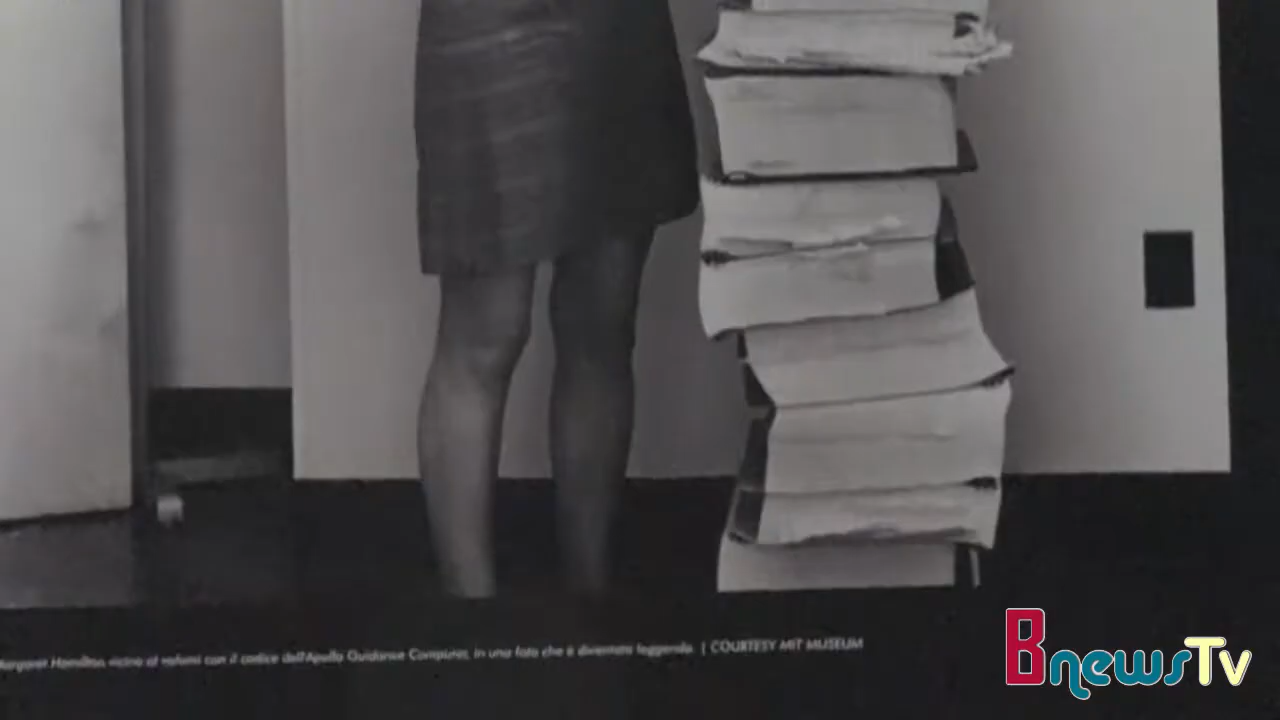 Margaret Hamilton vicino ai volumi con il codice dell'Apollo Guidance Computer, in una foto che è diventata leggenda. | COURTESY MIT MUSEUM
BnewsTv